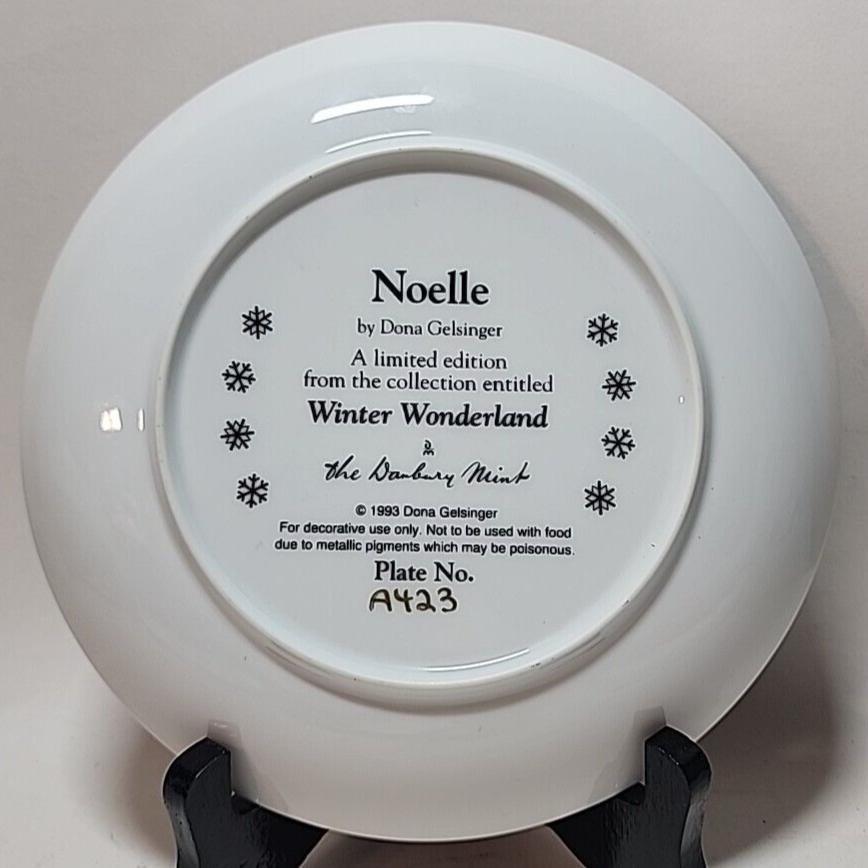 Noelle
by Dona Gelsinger
A limited edition
from the collection entitled
Winter Wonderland
DM
the Danbury Mint
© 1993 Dona Gelsinger
For decorative use only. Not to be used with food
due to metallic pigments which may be poisonous.
Plate No.
A423